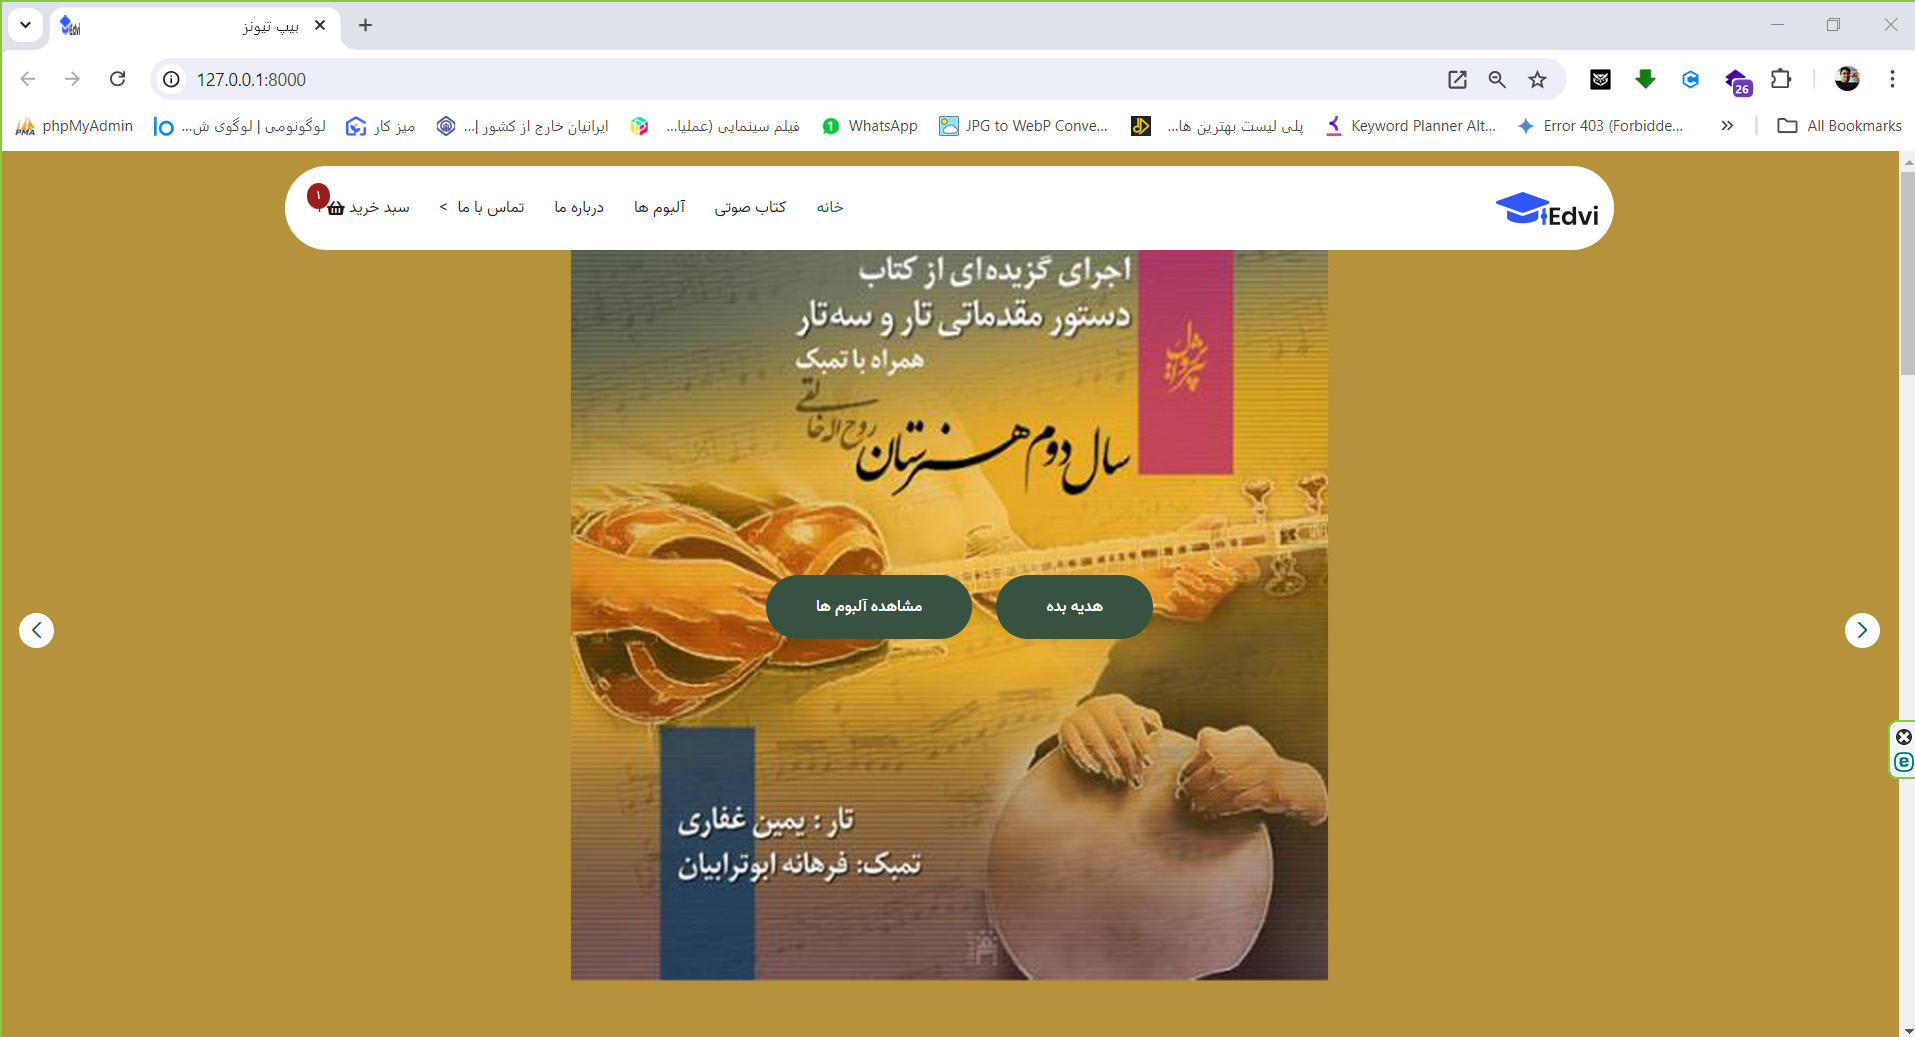 بیپ تیونز
127.0.0.1:8000
26
phpMyAdmin
لوگونومی | لوگوی ش...
میز کار
ایرانیان خارج از کشور |...
فیلم سینمایی (عملیا...
WhatsApp
JPG to WebP Conve...
پلی لیست بهترین ها...
Keyword Planner Alt...
Error 403 (Forbidde...
All Bookmarks
Edvi
خانه
کتاب صوتی
آلبوم ها
درباره ما
تماس با ما >
سبد خرید
۱
اجرای گزیده‌ای از کتاب
دستور مقدماتی تار و سه‌تار
همراه با تمبک
روح اله خالقی
سال دوم هنرستان
هدیه بده
مشاهده آلبوم ها
تار : یمین غفاری
تمبک: فرهانه ابوترابیان